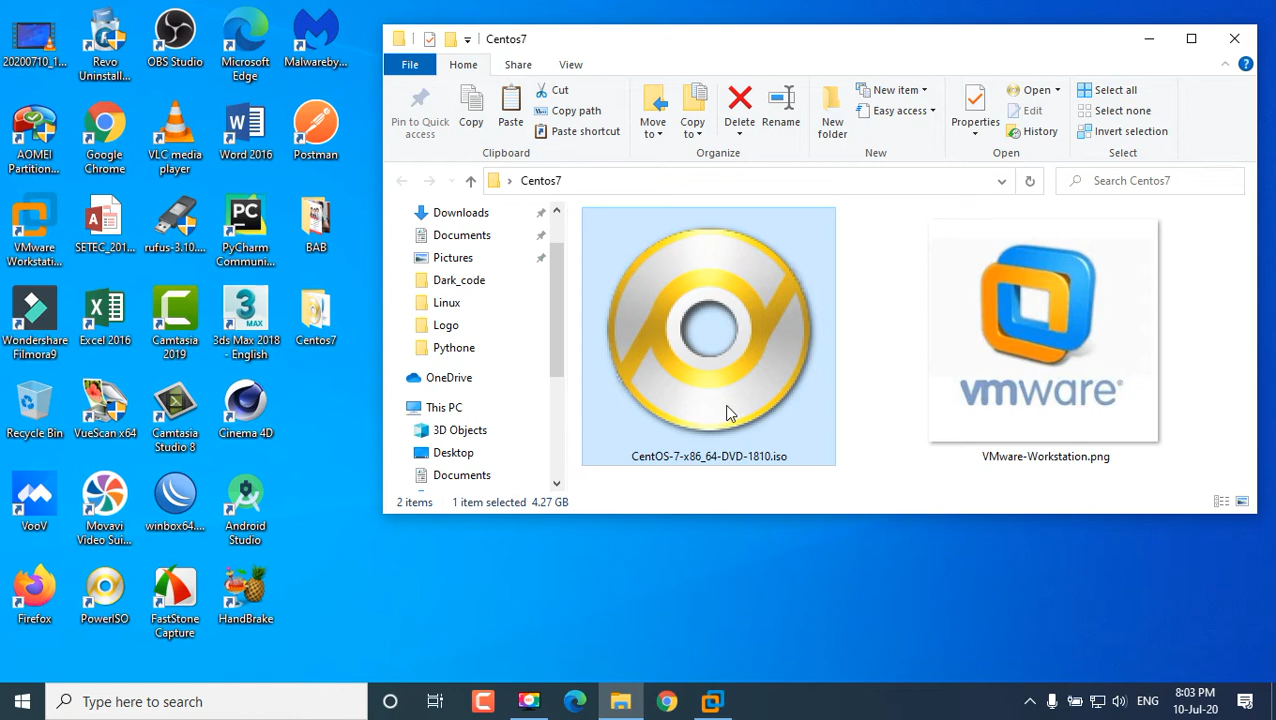 20200710_1...
Revo
Uninstall...
OBS Studio
Microsoft
Edge
Malwareby...
AOMEI
Partition...
Google
Chrome
VLC media
player
Word 2016
Postman
VMware
Workstati...
SETEC_201...
rufus-3.10....
PyCharm
Communi...
BAB
Wondershare
Filmora9
Excel 2016
Camtasia
2019
3ds Max 2018
- English
Centos7
Recycle Bin
VueScan x64
Camtasia
Studio 8
Cinema 4D
VooV
Movavi
Video Sui...
winbox64....
Android
Studio
Firefox
PowerISO
FastStone
Capture
HandBrake
Centos7
File
Home
Share
View
Pin to Quick
access
Copy
Paste
Cut
Copy path
Paste shortcut
Clipboard
Move
to
Copy
to
Delete
Rename
Organize
New
folder
New item
Easy access
New
Properties
Open
Edit
History
Open
Select all
Select none
Invert selection
Select
Centos7
Search Centos7
Downloads
Documents
Pictures
Dark_code
Linux
Logo
Pythone
OneDrive
This PC
3D Objects
Desktop
Documents
CentOS-7-x86_64-DVD-1810.iso
vmware®
VMware-Workstation.png
2 items
1 item selected 4.27 GB
Type here to search
ENG
8:03 PM
10-Jul-20